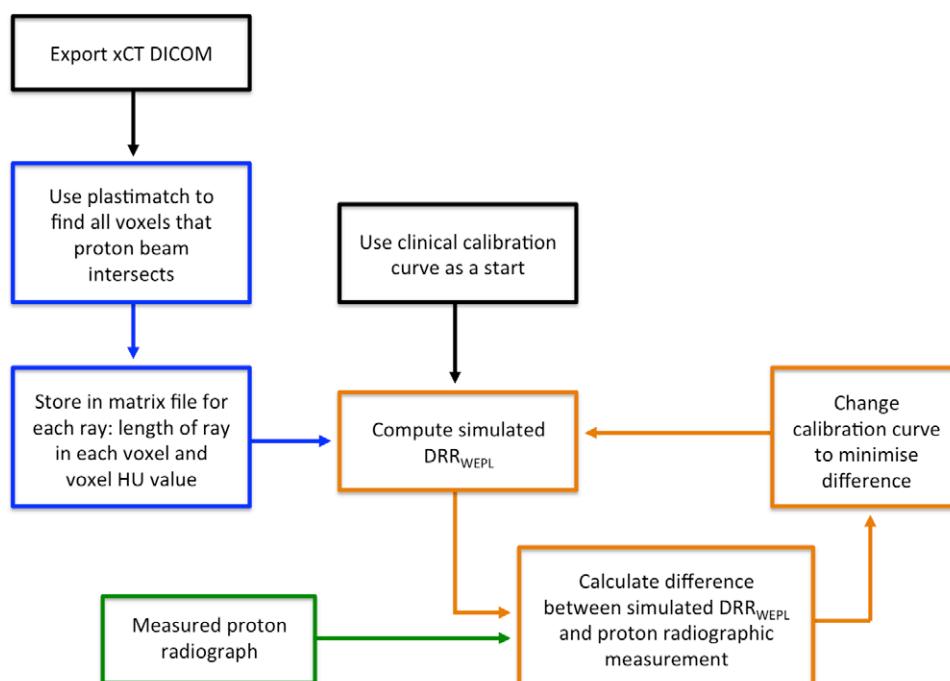 Export xCT DICOM
Use plastimatch to
find all voxels that
proton beam
intersects
Use clinical calibration
curve as a start
Store in matrix file for
each ray: length of ray
in each voxel and
voxel HU value
Compute simulated
DRR_WEPL
Change
calibration curve
to minimise
difference
Measured proton
radiograph
Calculate difference
between simulated DRR_WEPL
and proton radiographic
measurement